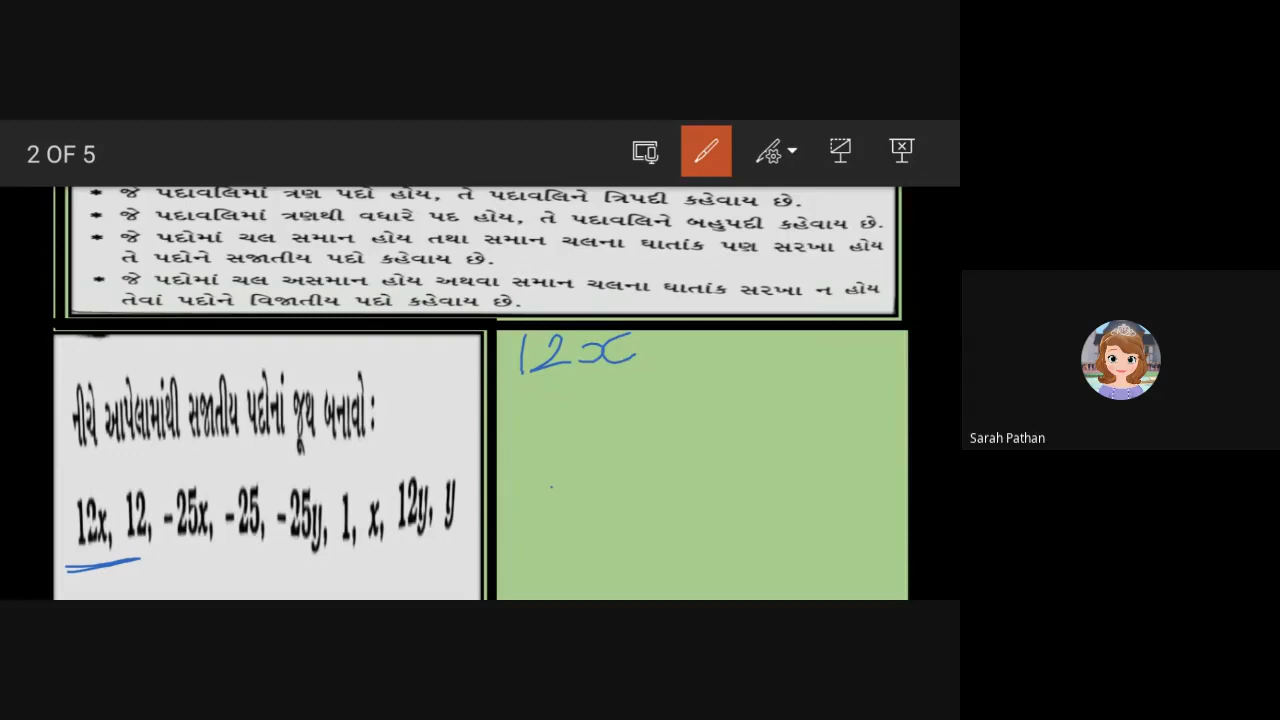 2 OF 5
* જે પદાવલિમાં ત્રણ પદો હોય, તે પદાવલિને ત્રિપદી કહેવાય છે.
* જે પદાવલિમાં ત્રણથી વધારે પદ હોય, તે પદાવલિને બહુપદી કહેવાય છે.
* જે પદોમાં ચલ સમાન હોય તથા સમાન ચલના ઘાતાંક પણ સરખા હોય
તે પદોને સજાતીય પદો કહેવાય છે.
* જે પદોમાં ચલ અસમાન હોય અથવા સમાન ચલના ઘાતાંક સરખા ન હોય
તેવાં પદોને વિજાતીય પદો કહેવાય છે.
નીચે આપેલામાંથી સજાતીય પદોનાં જૂથ બનાવો :
12x, 12, -25x, -25, -25y, 1, x, 12y, y
12x
Sarah Pathan